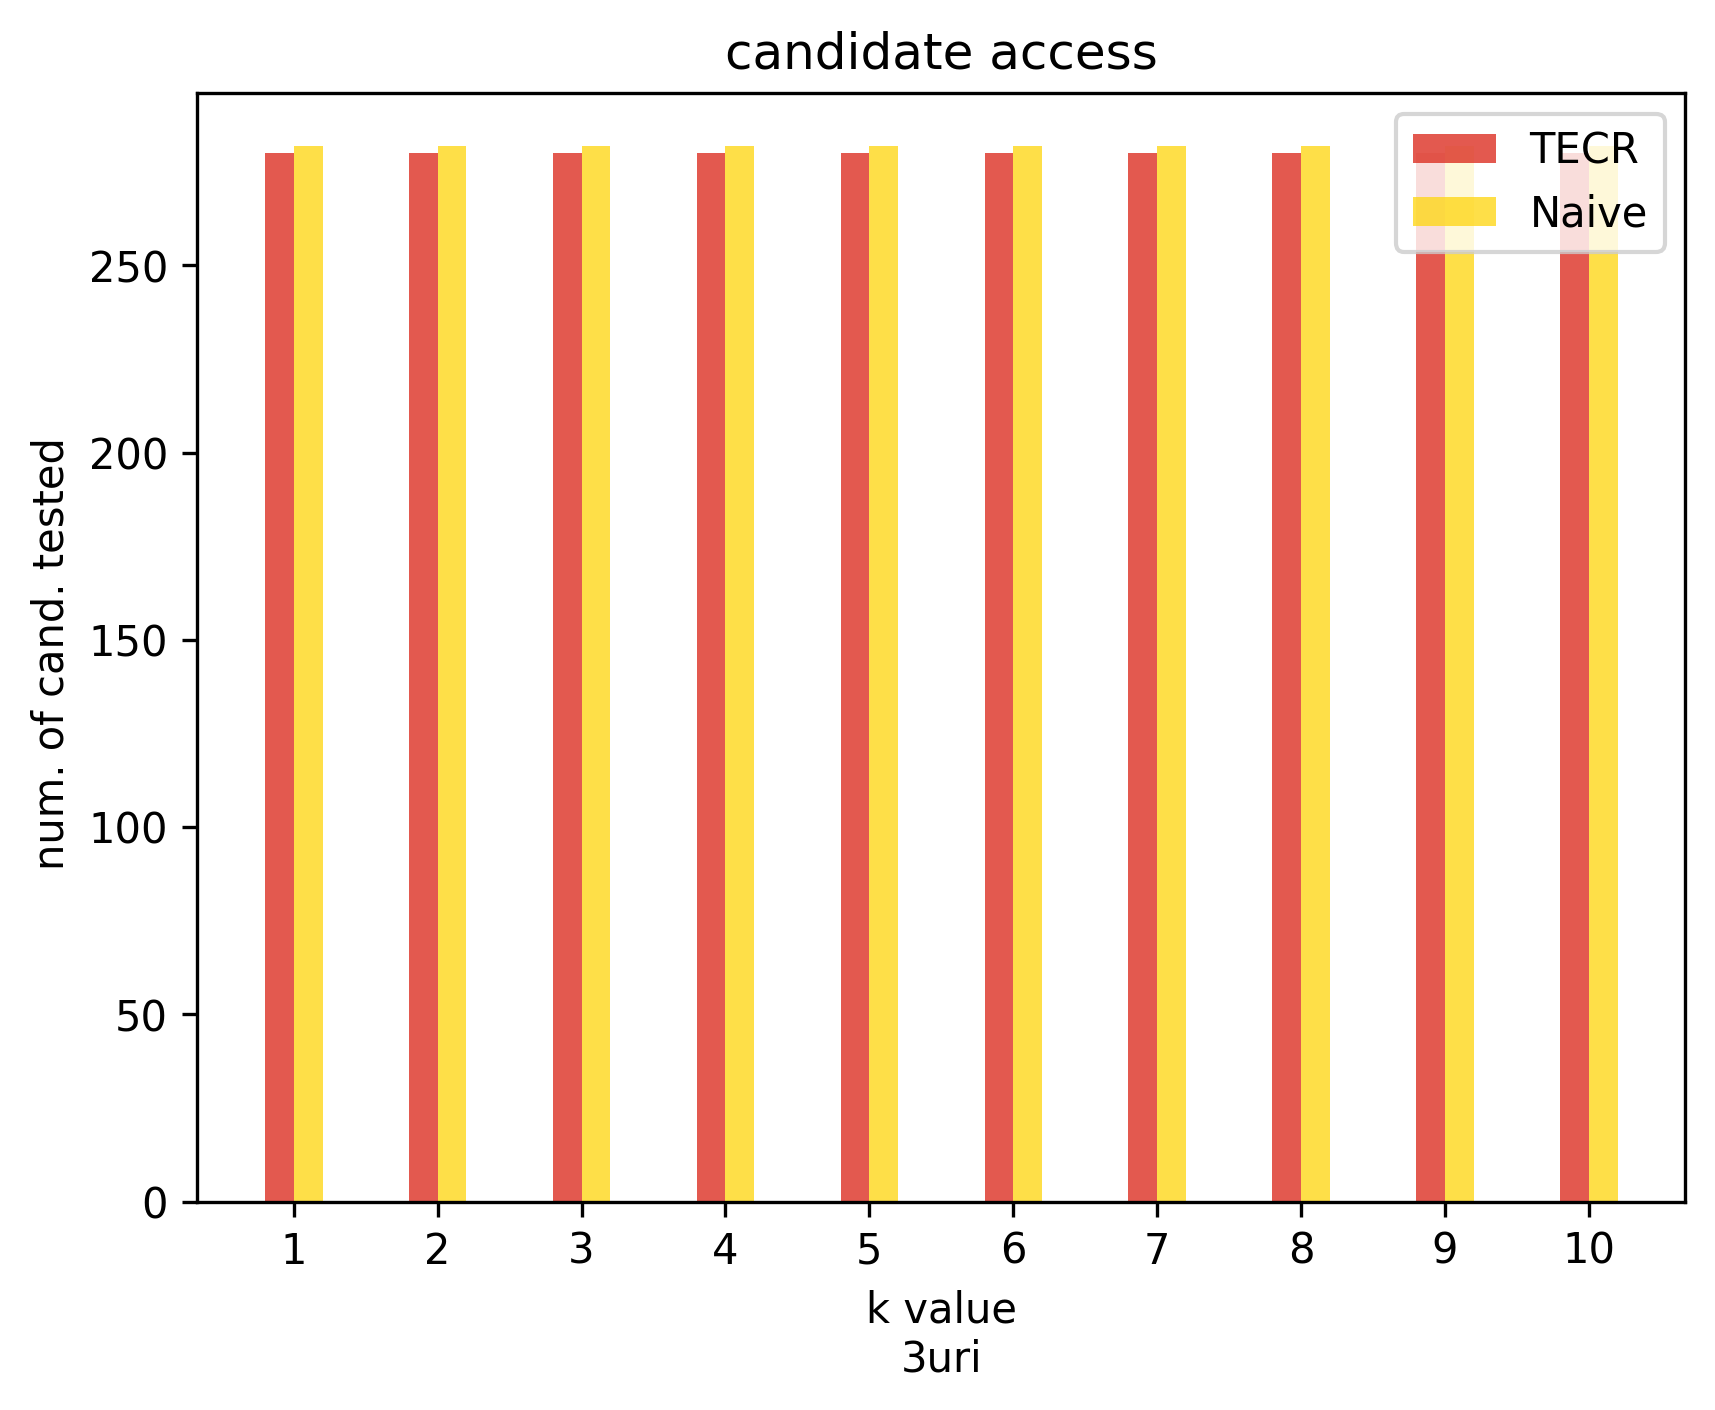 candidate access
TECR
Naive
num. of cand. tested
250
200
150
100
50
0
1 2 3 4 5 6 7 8 9 10
k value
3uri